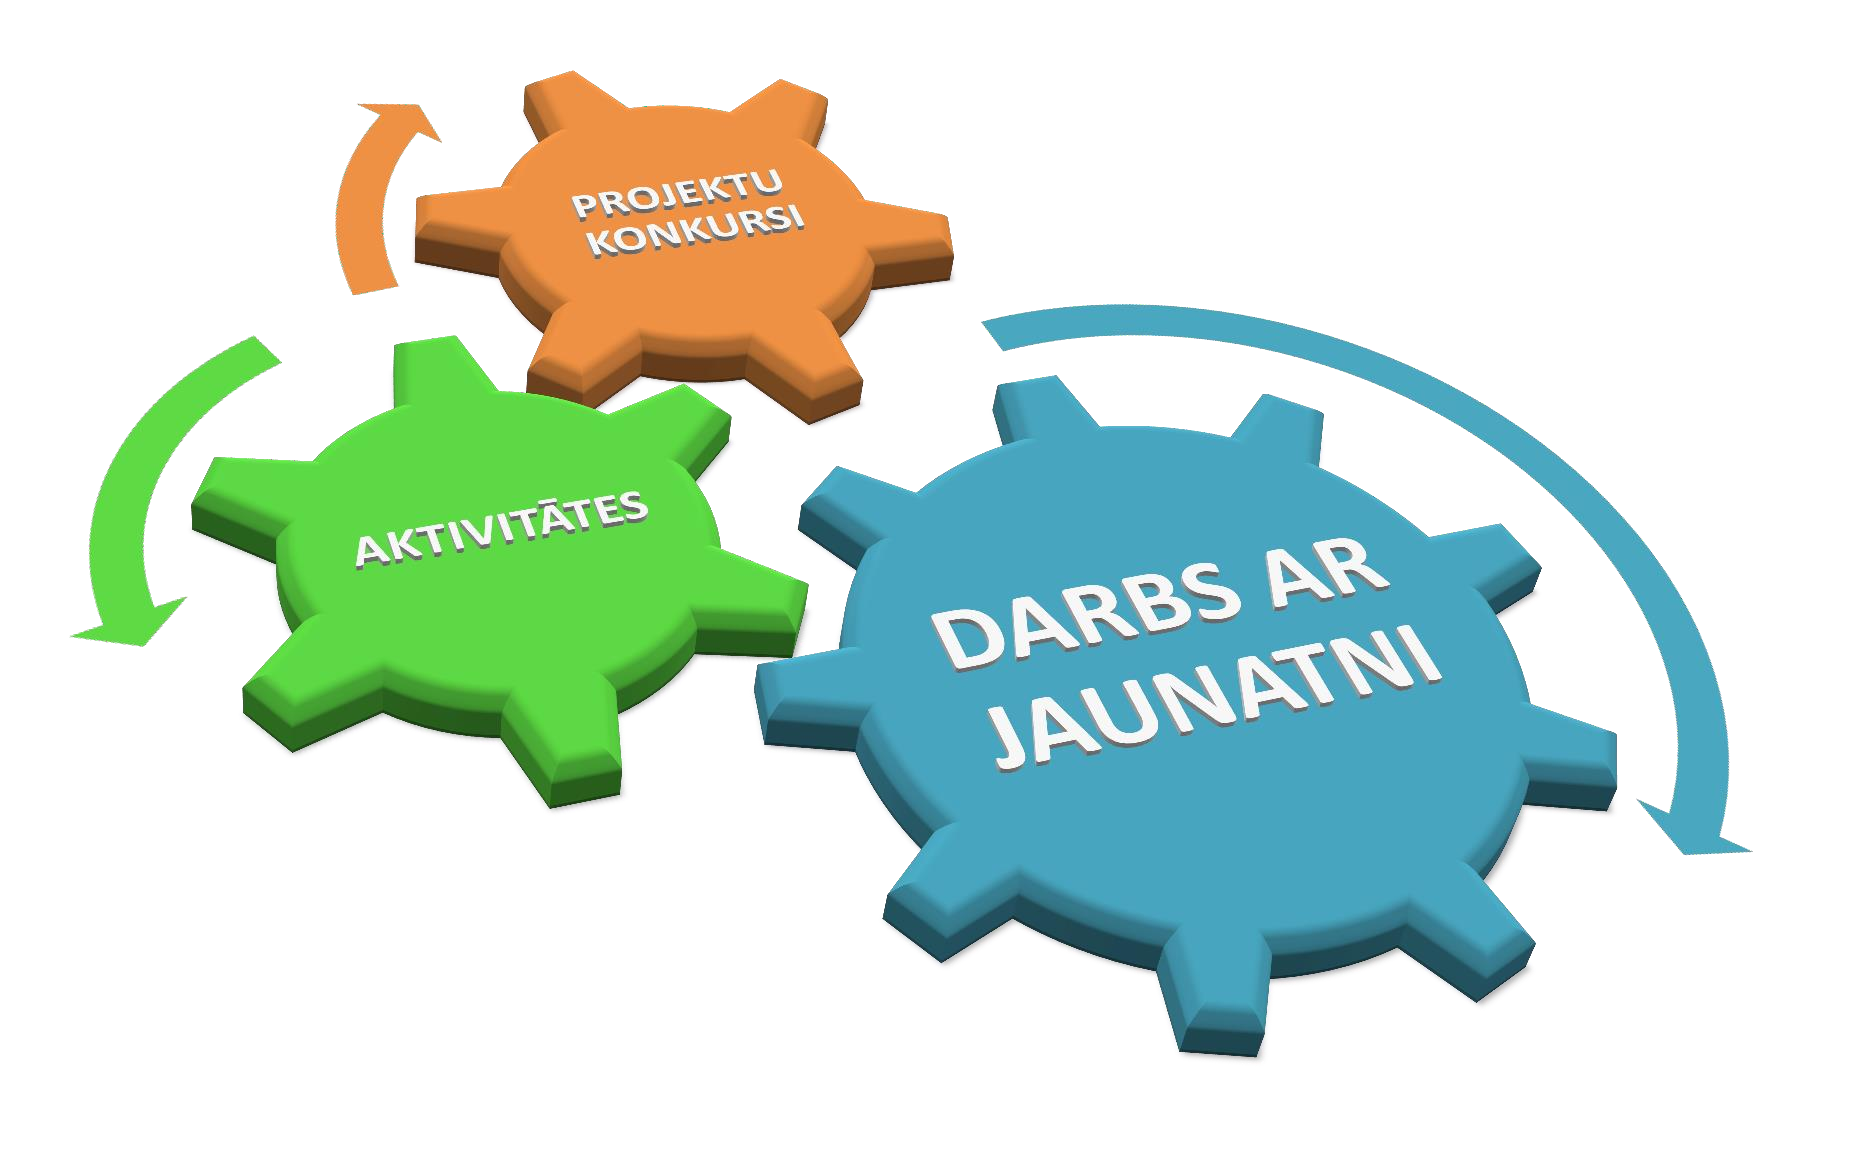 PROJEKTU
KONKURSI
AKTIVITĀTES
DARBS AR
JAUNATNI